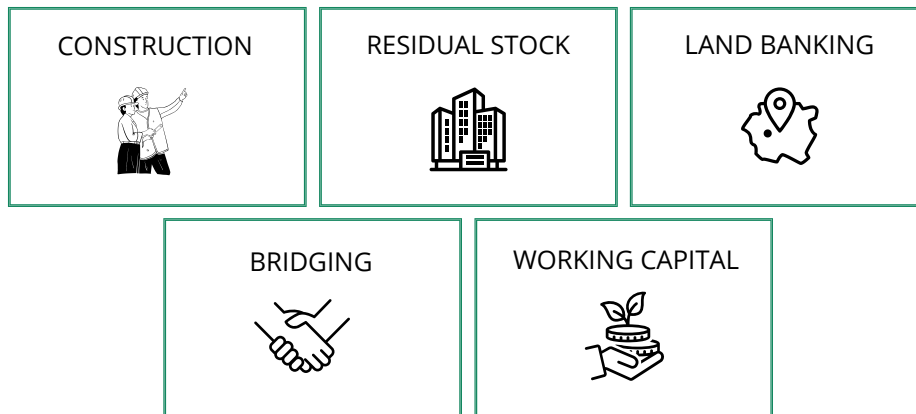 CONSTRUCTION
RESIDUAL STOCK
LAND BANKING
BRIDGING
WORKING CAPITAL